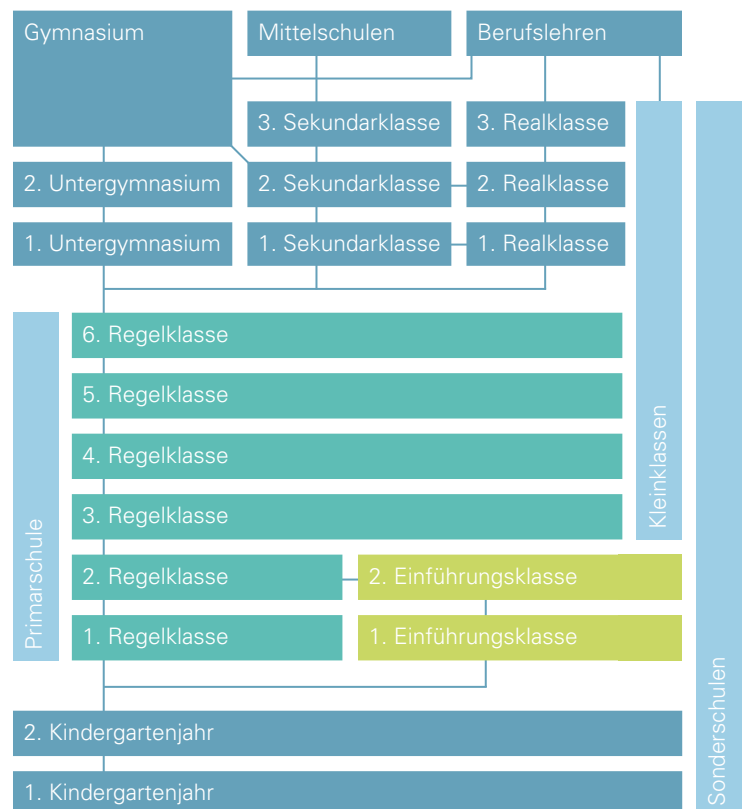 Gymnasium
Mittelschulen
Berufslehren
3. Sekundarklasse
3. Realklasse
2. Untergymnasium
2. Sekundarklasse
2. Realklasse
1. Untergymnasium
1. Sekundarklasse
1. Realklasse
6. Regelklasse
5. Regelklasse
4. Regelklasse
3. Regelklasse
2. Regelklasse
2. Einführungsklasse
1. Regelklasse
1. Einführungsklasse
2. Kindergartenjahr
1. Kindergartenjahr
Primarschule
Kleinklassen
Sonderschulen